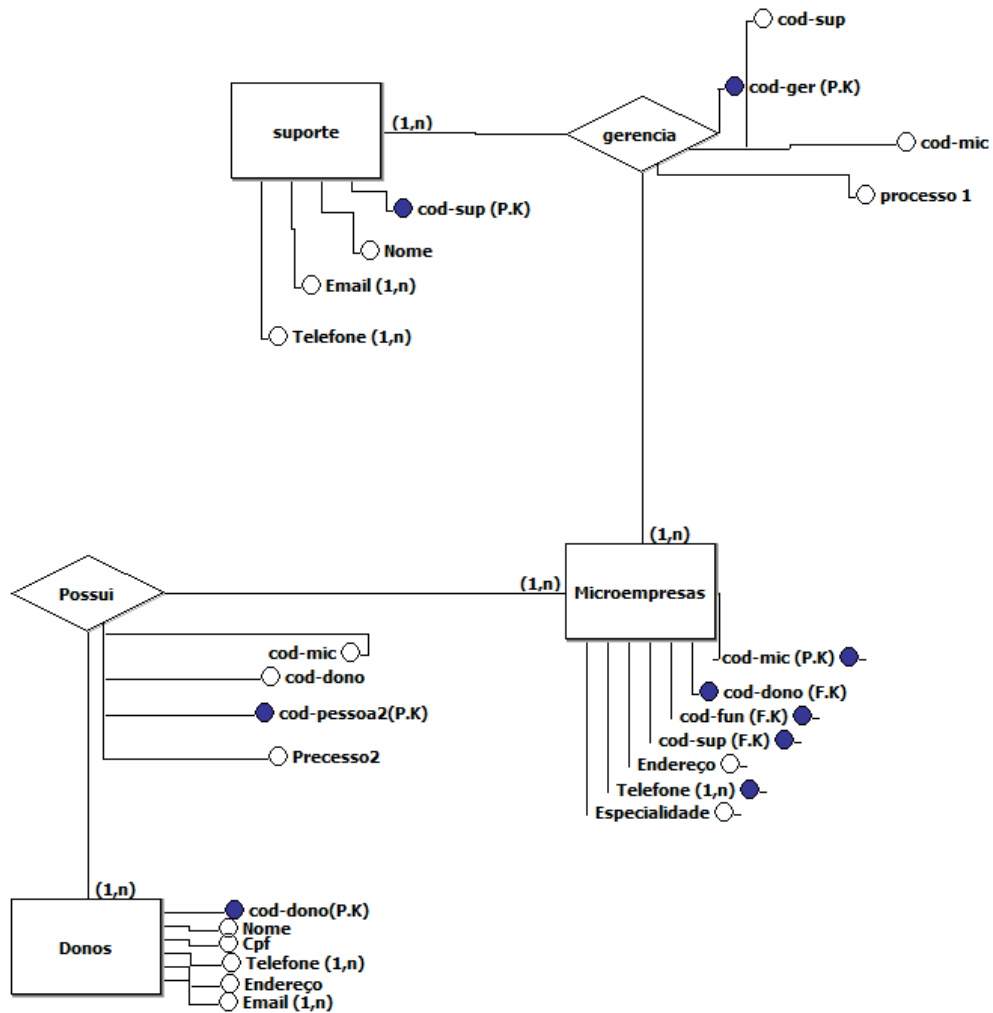 cod-sup
cod-ger (P.K)
(1,n)
suporte
gerencia
cod-mic
processo 1
cod-sup (P.K)
Nome
Email (1,n)
Telefone (1,n)
(1,n)
Possui
(1,n)
Microempresas
cod-mic
cod-dono
cod-pessoa2(P.K)
Precesso2
cod-mic (P.K)
cod-dono (F.K)
cod-fun (F.K)
cod-sup (F.K)
Endereço
Telefone (1,n)
Especialidade
(1,n)
Donos
cod-dono(P.K)
Nome
Cpf
Telefone (1,n)
Endereço
Email (1,n)